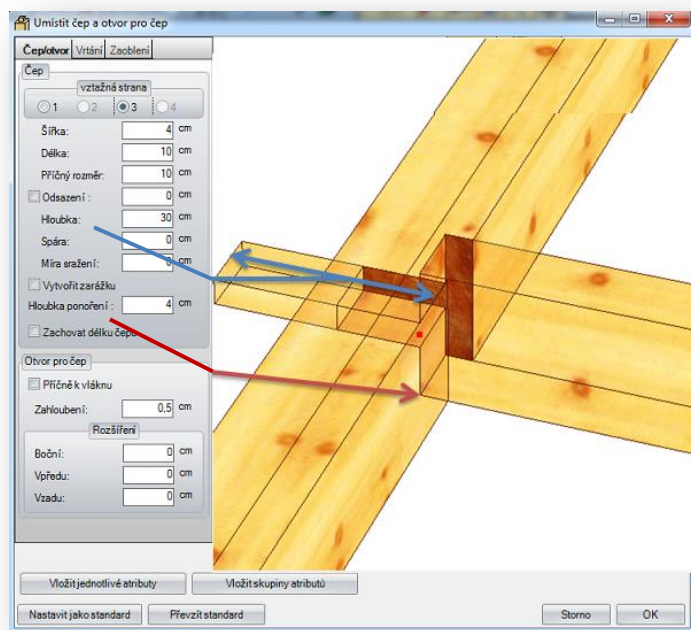 Umístit čep a otvor pro čep
Čep/otvor Vrtání Zaoblení
Čep
vztažná strana
1 2 3 4
Šířka: 4 cm
Délka: 10 cm
Příčný rozměr: 10 cm
Odsazení : 0 cm
Hloubka: 30 cm
Spára: 0 cm
Míra sražení: 0 cm
Vytvořit zarážku
Hloubka ponoření : 4 cm
Zachovat délku čepu
Otvor pro čep
Příčně k vláknu
Zahloubení: 0,5 cm
Rozšíření
Boční: 0 cm
Vpředu: 0 cm
Vzadu: 0 cm
Vložit jednotlivé atributy Vložit skupiny atributů
Nastavit jako standard Převzít standard Storno OK